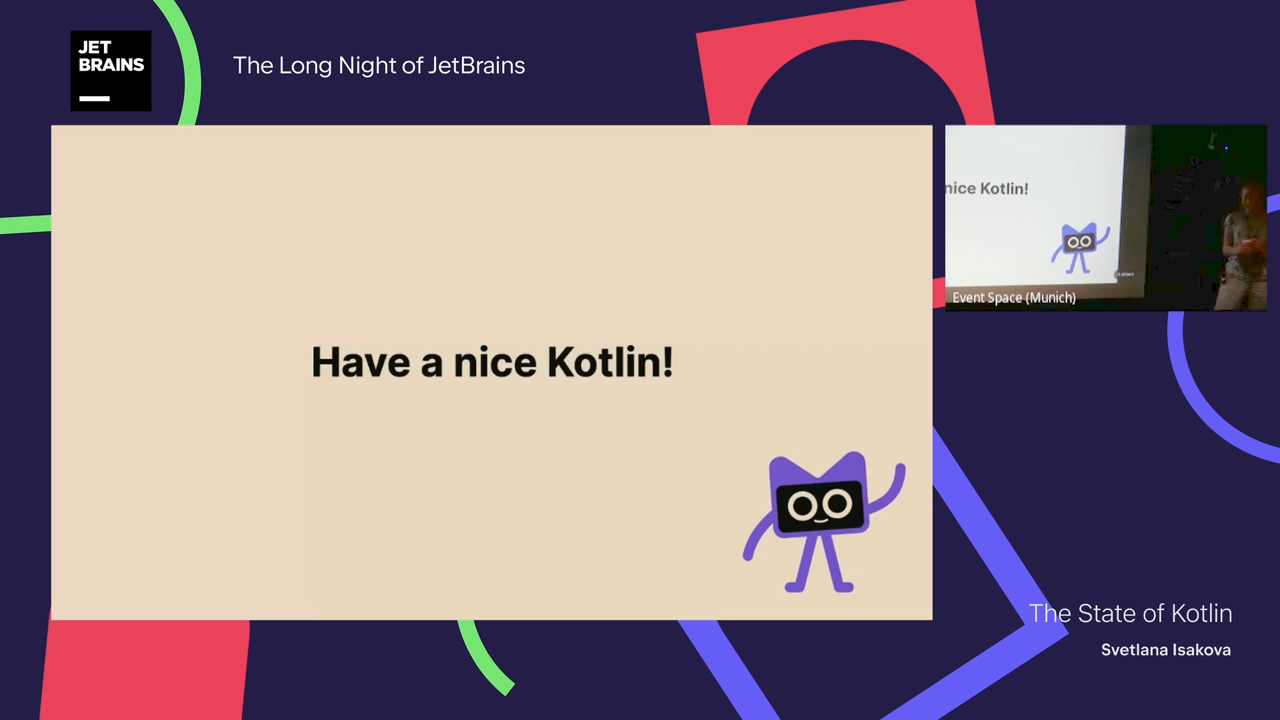 JET
BRAINS
The Long Night of JetBrains
nice Kotlin!
Event Space (Munich)
Have a nice Kotlin!
The State of Kotlin
Svetlana Isakova